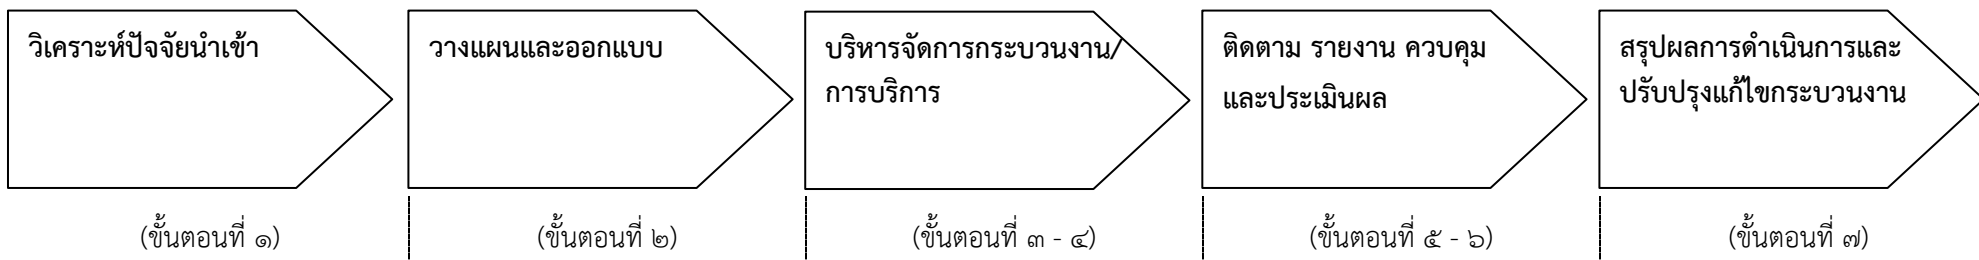 วิเคราะห์ปัจจัยนำเข้า
วางแผนและออกแบบ
บริหารจัดการกระบวนงาน/
การบริการ
ติดตาม รายงาน ควบคุม
และประเมินผล
สรุปผลการดำเนินการและ
ปรับปรุงแก้ไขกระบวนงาน
(ขั้นตอนที่ ๑)
(ขั้นตอนที่ ๒)
(ขั้นตอนที่ ๓ - ๔)
(ขั้นตอนที่ ๕ - ๖)
(ขั้นตอนที่ ๗)